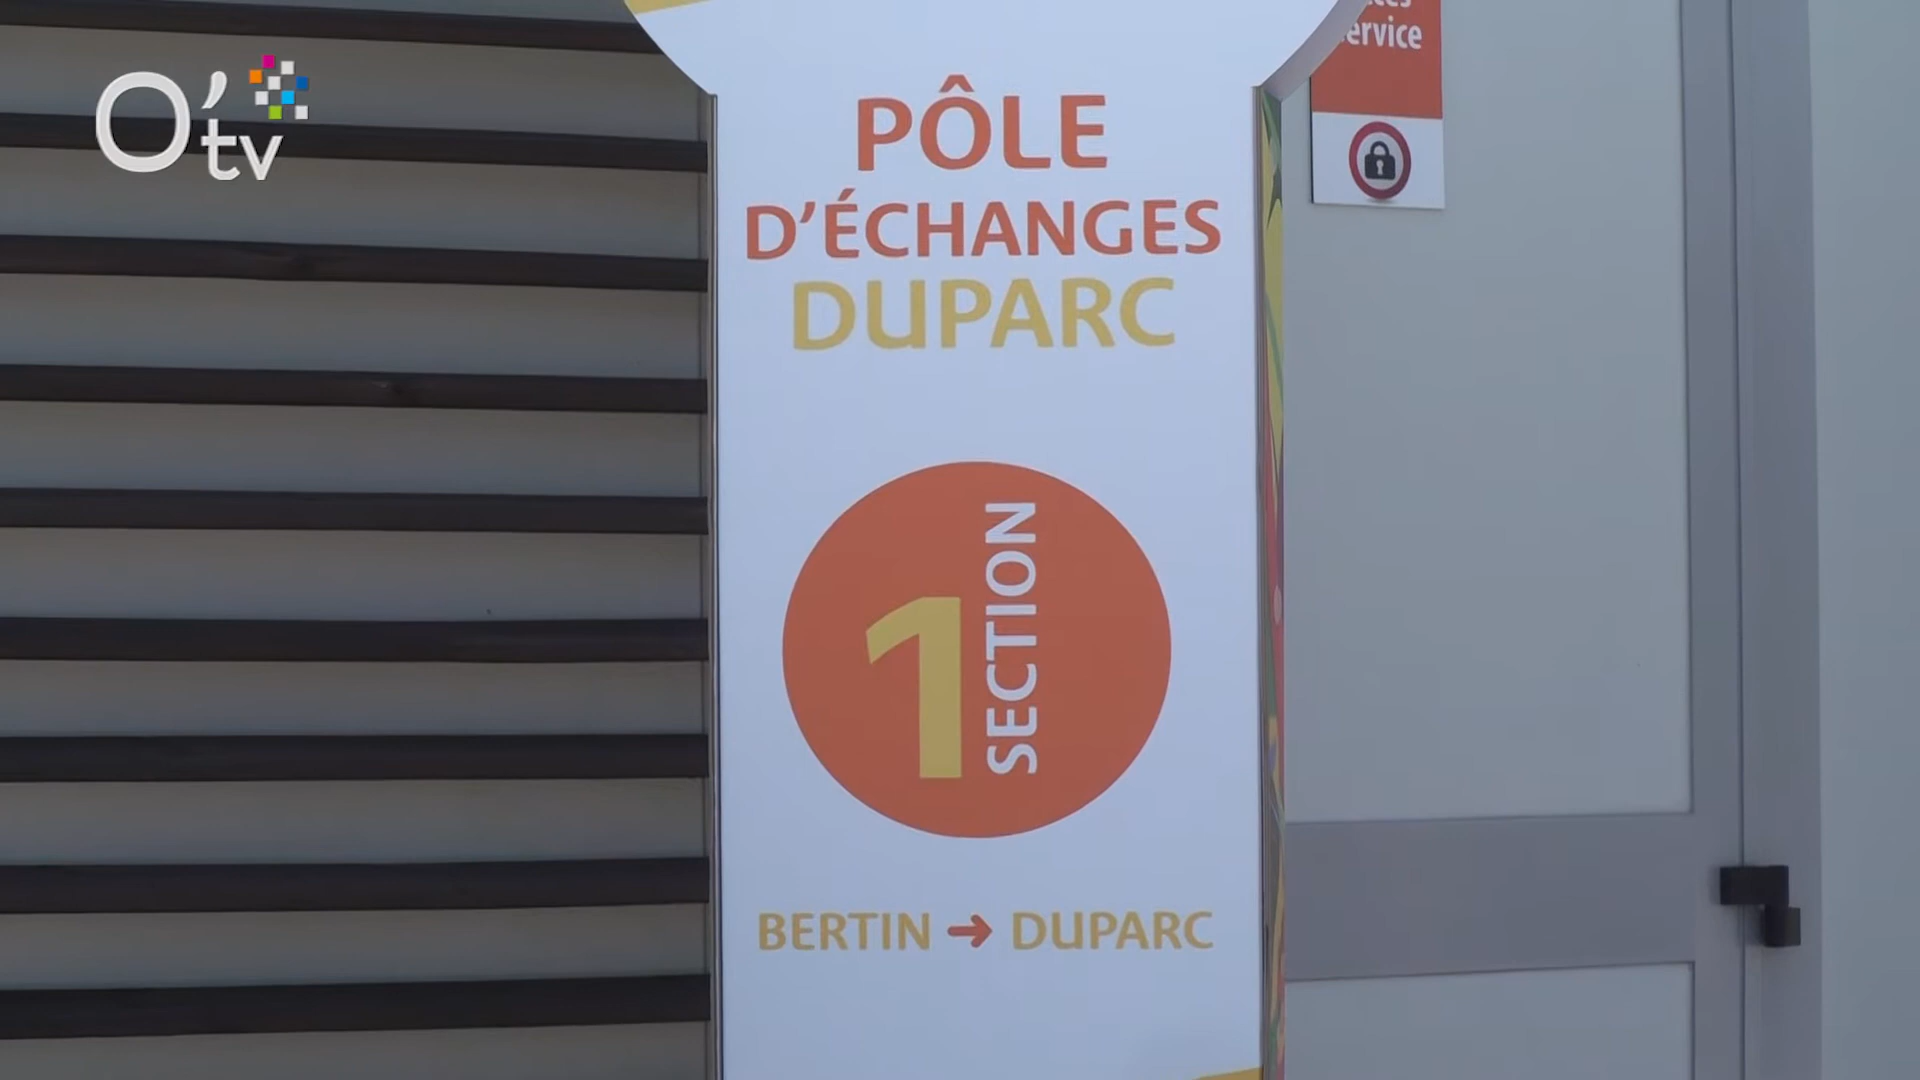 O'tv
ervice
PÔLE
D'ÉCHANGES
DUPARC
1 SECTION
BERTIN → DUPARC